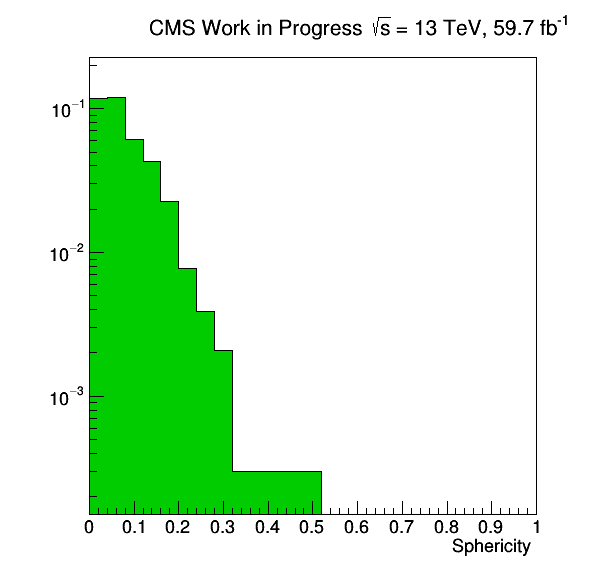 CMS Work in Progress √s = 13 TeV, 59.7 fb⁻¹
10⁻¹
10⁻²
10⁻³
0 0.1 0.2 0.3 0.4 0.5 0.6 0.7 0.8 0.9 1
Sphericity